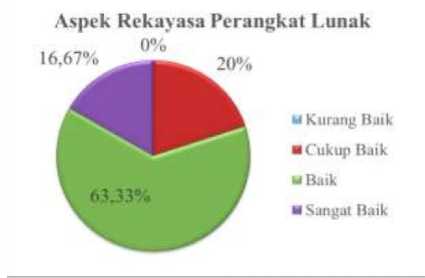 Aspek Rekayasa Perangkat Lunak
0%
16,67%
20%
63,33%
Kurang Baik
Cukup Baik
Baik
Sangat Baik